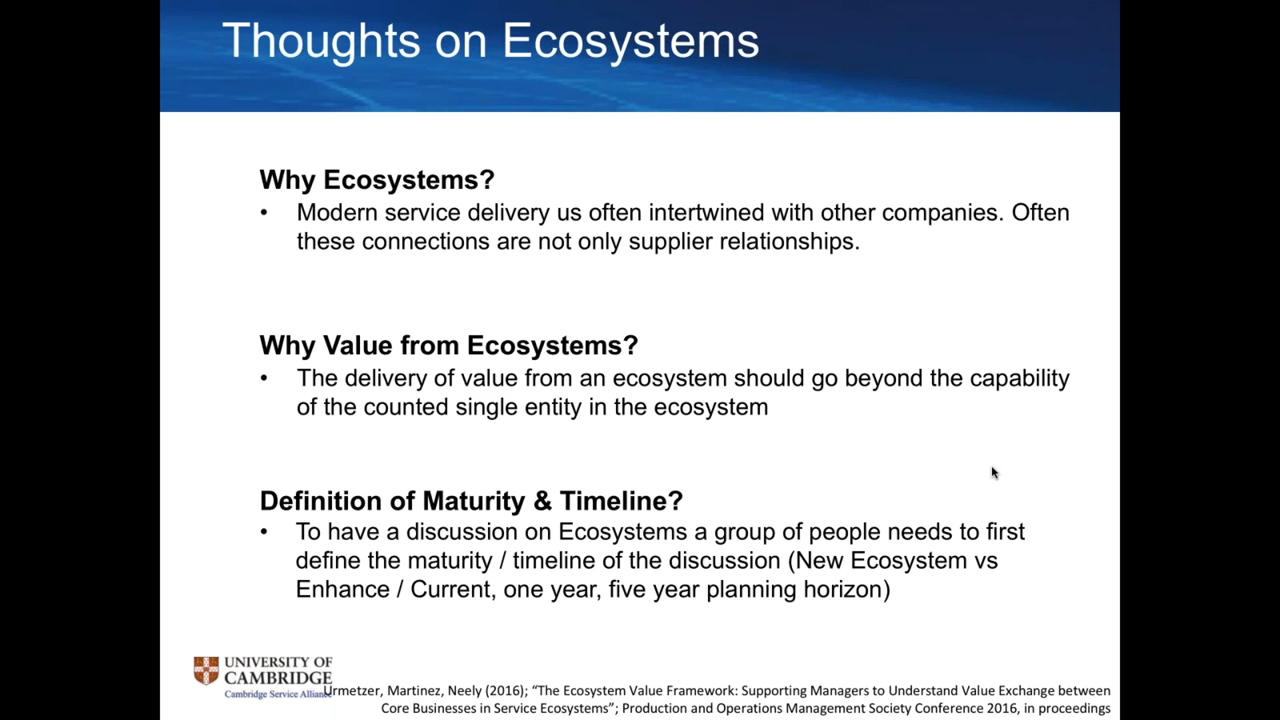 Thoughts on Ecosystems
Why Ecosystems?
• Modern service delivery us often intertwined with other companies. Often
these connections are not only supplier relationships.
Why Value from Ecosystems?
• The delivery of value from an ecosystem should go beyond the capability
of the counted single entity in the ecosystem
Definition of Maturity & Timeline?
• To have a discussion on Ecosystems a group of people needs to first
define the maturity / timeline of the discussion (New Ecosystem vs
Enhance / Current, one year, five year planning horizon)
UNIVERSITY OF
CAMBRIDGE
Cambridge Service Alliance
Urmetzer, Martinez, Neely (2016); “The Ecosystem Value Framework: Supporting Managers to Understand Value Exchange between
Core Businesses in Service Ecosystems”; Production and Operations Management Society Conference 2016, in proceedings